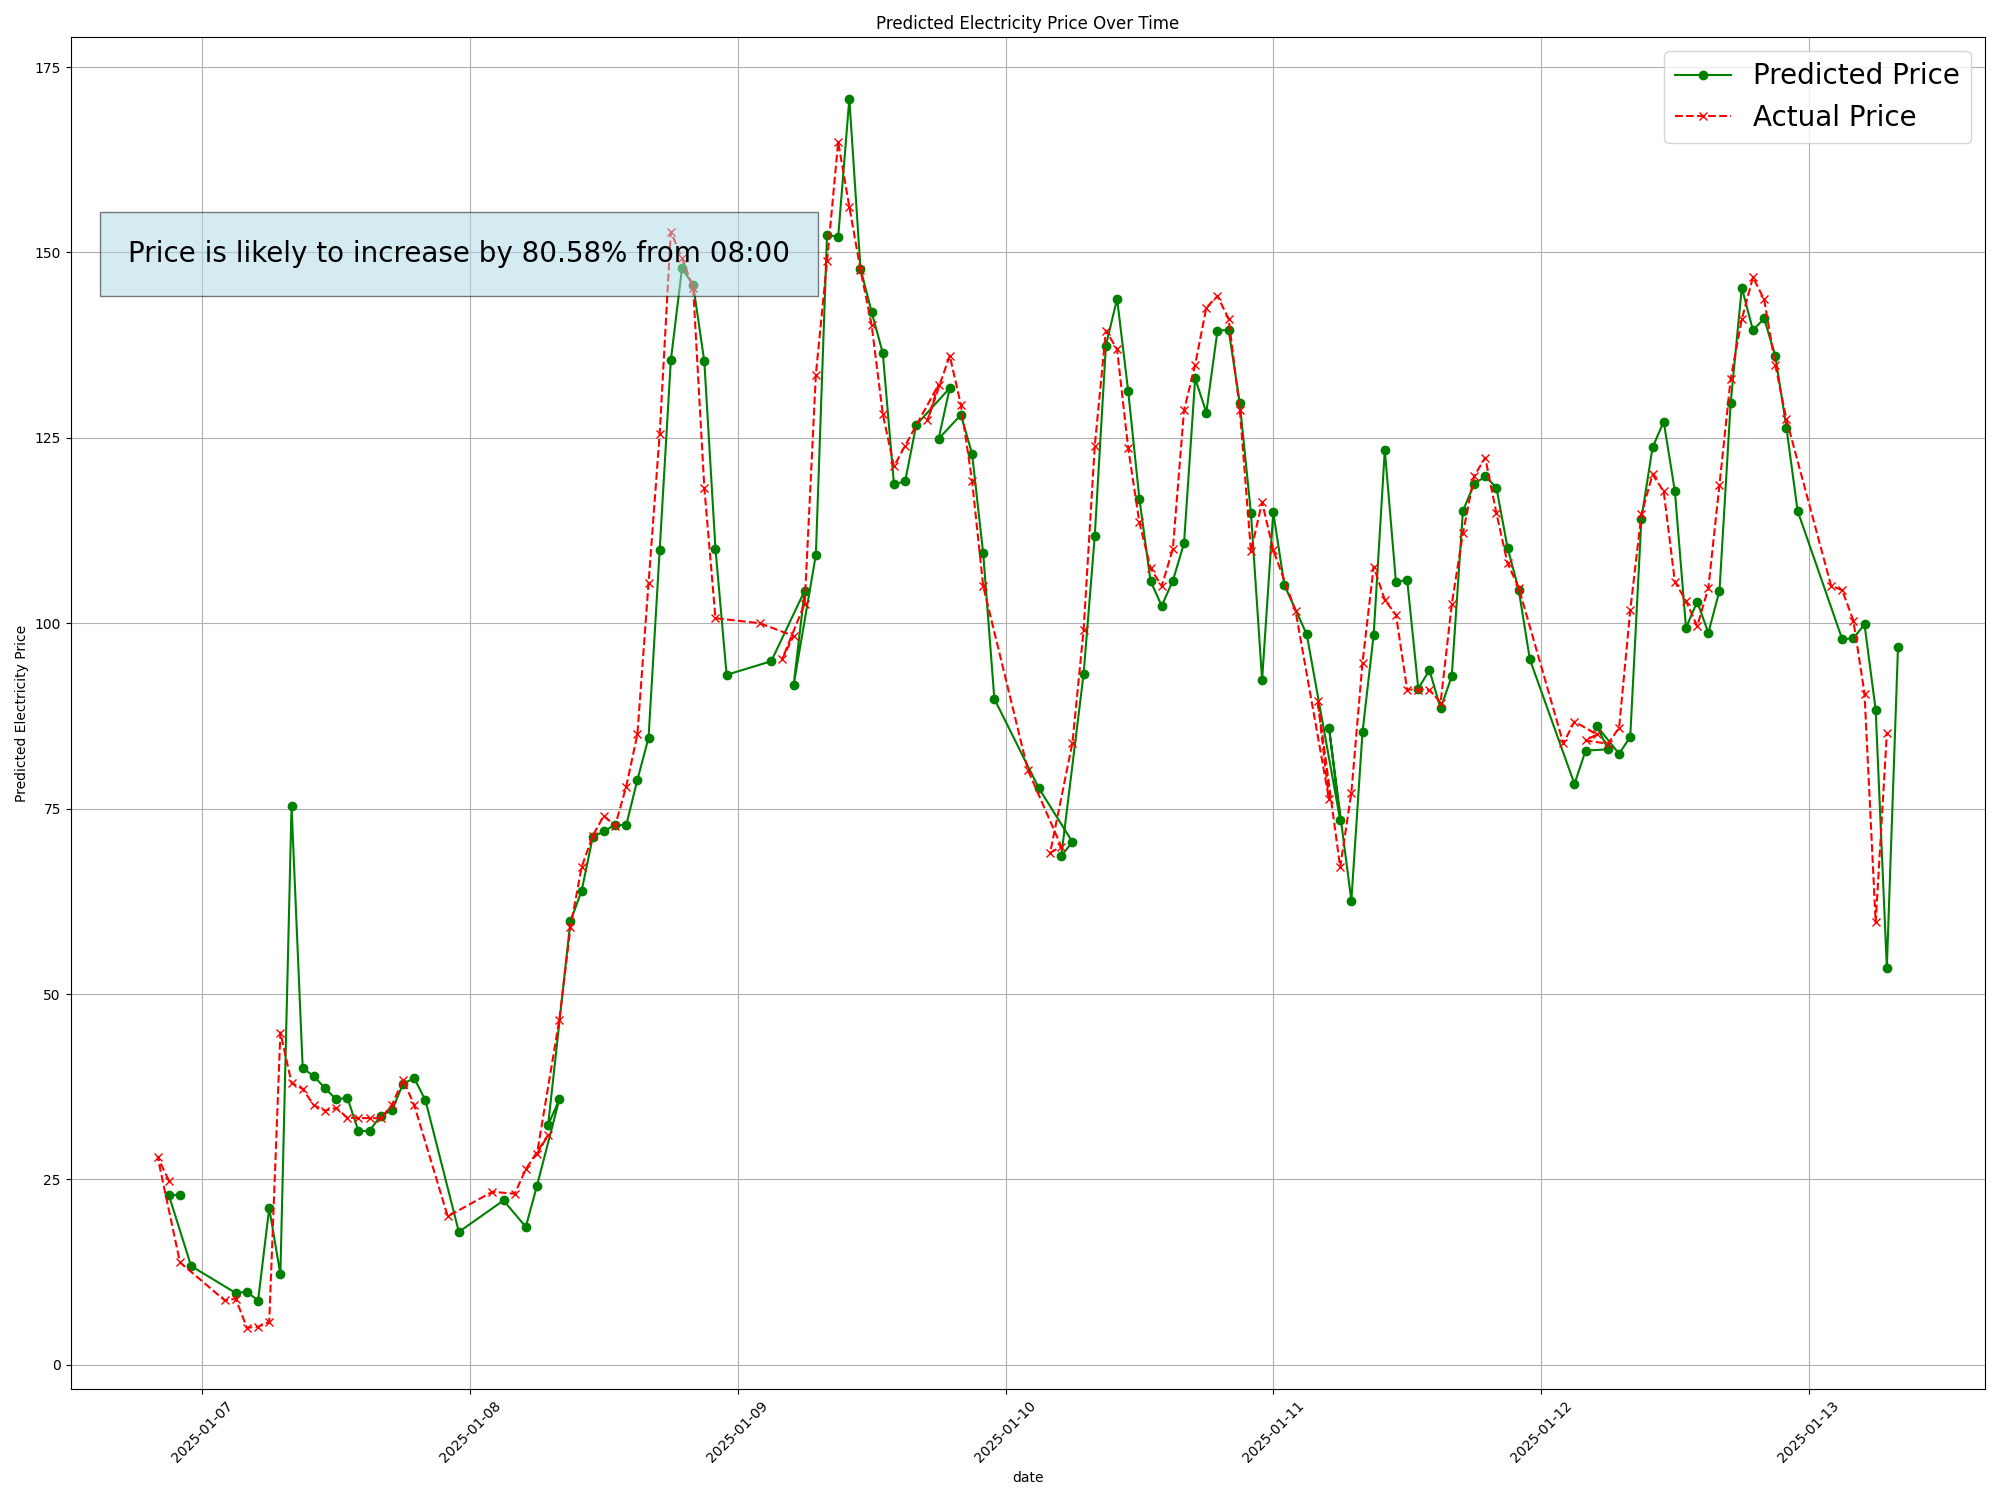 Predicted Electricity Price Over Time
Predicted Price
Actual Price
Price is likely to increase by 80.58% from 08:00
Predicted Electricity Price
175
150
125
100
75
50
25
0
2025-01-07
2025-01-08
2025-01-09
2025-01-10
2025-01-11
2025-01-12
2025-01-13
date